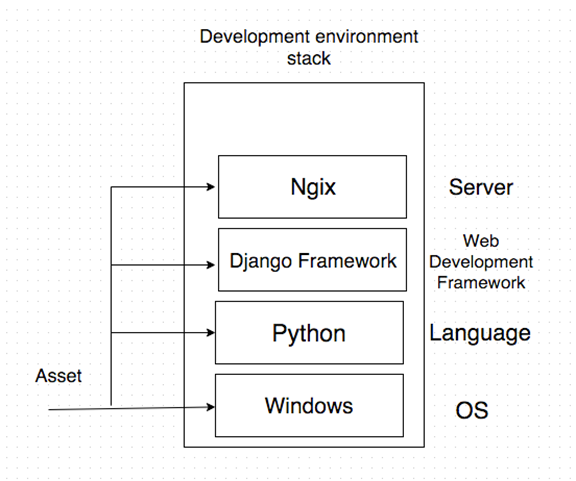 Development environment
stack
Ngix
Server
Django Framework
Web
Development
Framework
Python
Language
Asset
Windows
OS